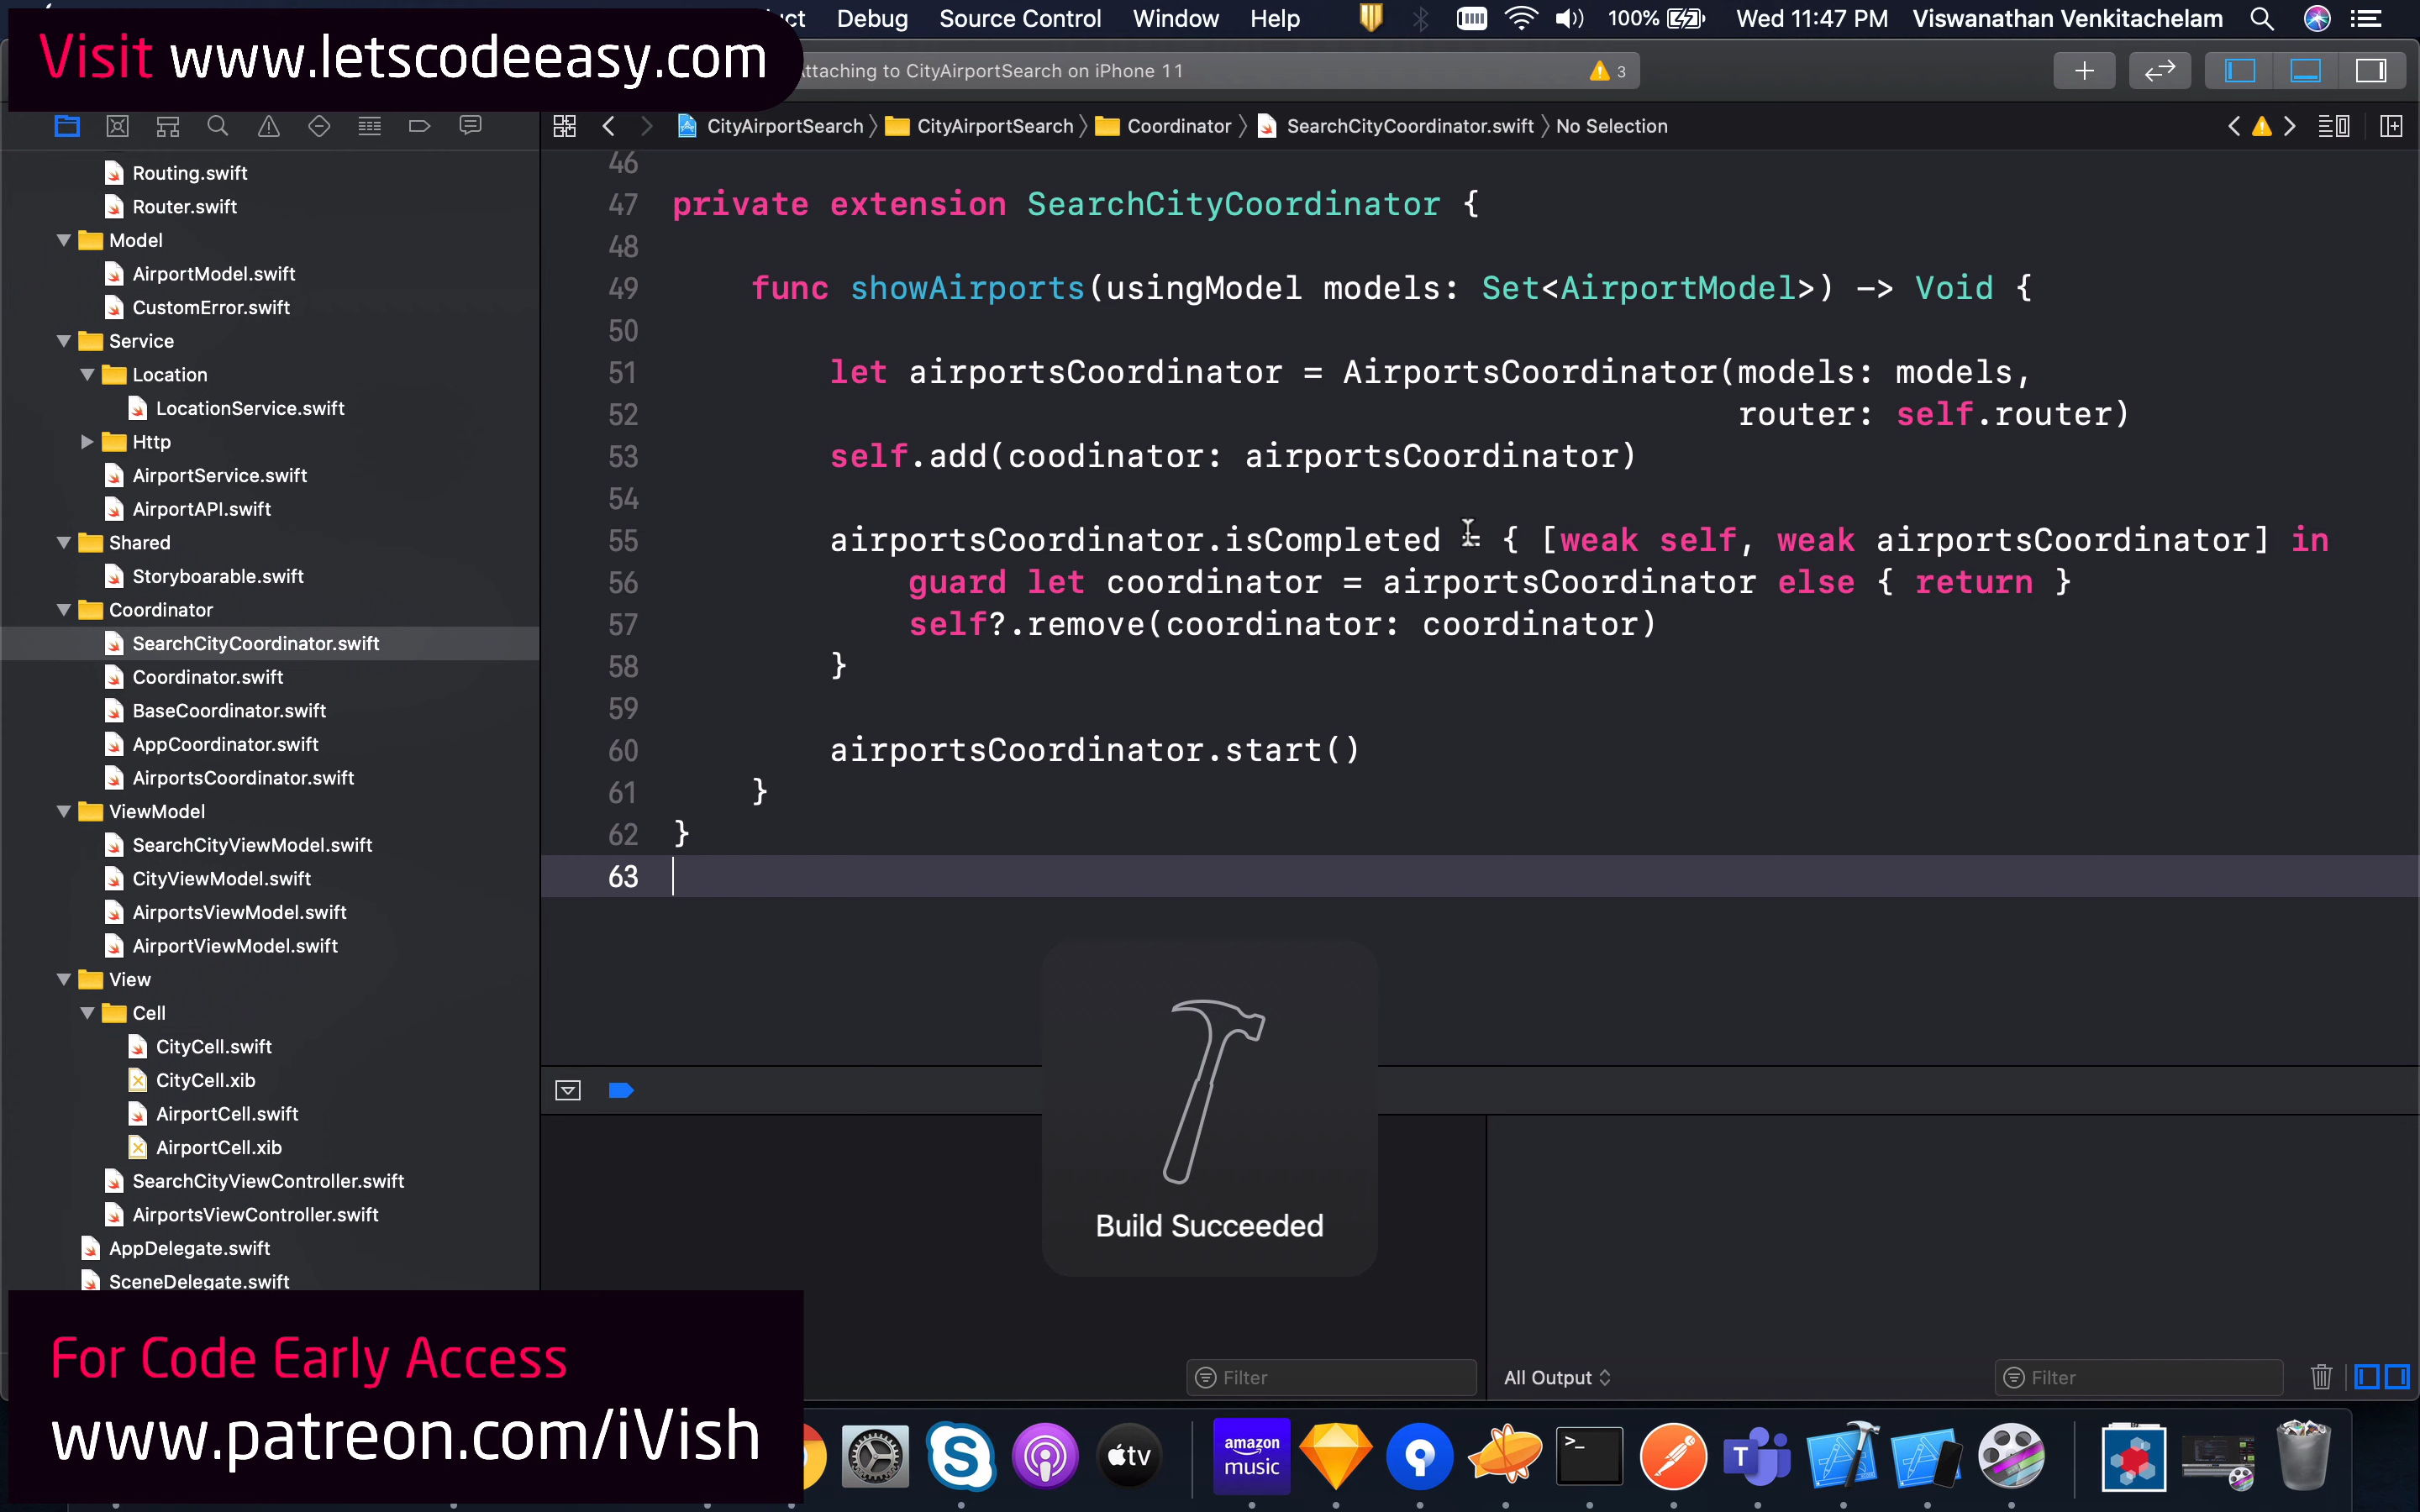 ct Debug Source Control Window Help 100% Wed 11:47 PM Viswanathan Venkitachelam
Visit www.letscodeeasy.com
Attaching to CityAirportSearch on iPhone 11
3
CityAirportSearch CityAirportSearch Coordinator SearchCityCoordinator.swift No Selection
Routing.swift
Router.swift
Model
AirportModel.swift
CustomError.swift
Service
Location
LocationService.swift
Http
AirportService.swift
AirportAPI.swift
Shared
Storyboarable.swift
Coordinator
SearchCityCoordinator.swift
Coordinator.swift
BaseCoordinator.swift
AppCoordinator.swift
AirportsCoordinator.swift
ViewModel
SearchCityViewModel.swift
CityViewModel.swift
AirportsViewModel.swift
AirportViewModel.swift
View
Cell
CityCell.swift
CityCell.xib
AirportCell.swift
AirportCell.xib
SearchCityViewController.swift
AirportsViewController.swift
AppDelegate.swift
SceneDelegate.swift
46
47 private extension SearchCityCoordinator {
48
49 func showAirports(usingModel models: Set<AirportModel>) -> Void {
50
51 let airportsCoordinator = AirportsCoordinator(models: models,
52 router: self.router)
53 self.add(coodinator: airportsCoordinator)
54
55 airportsCoordinator.isCompleted = { [weak self, weak airportsCoordinator] in
56 guard let coordinator = airportsCoordinator else { return }
57 self?.remove(coordinator: coordinator)
58 }
59
60 airportsCoordinator.start()
61 }
62 }
63
Build Succeeded
Filter
All Output
Filter
For Code Early Access
www.patreon.com/iVish
S
tv
amazon
music
>_
T